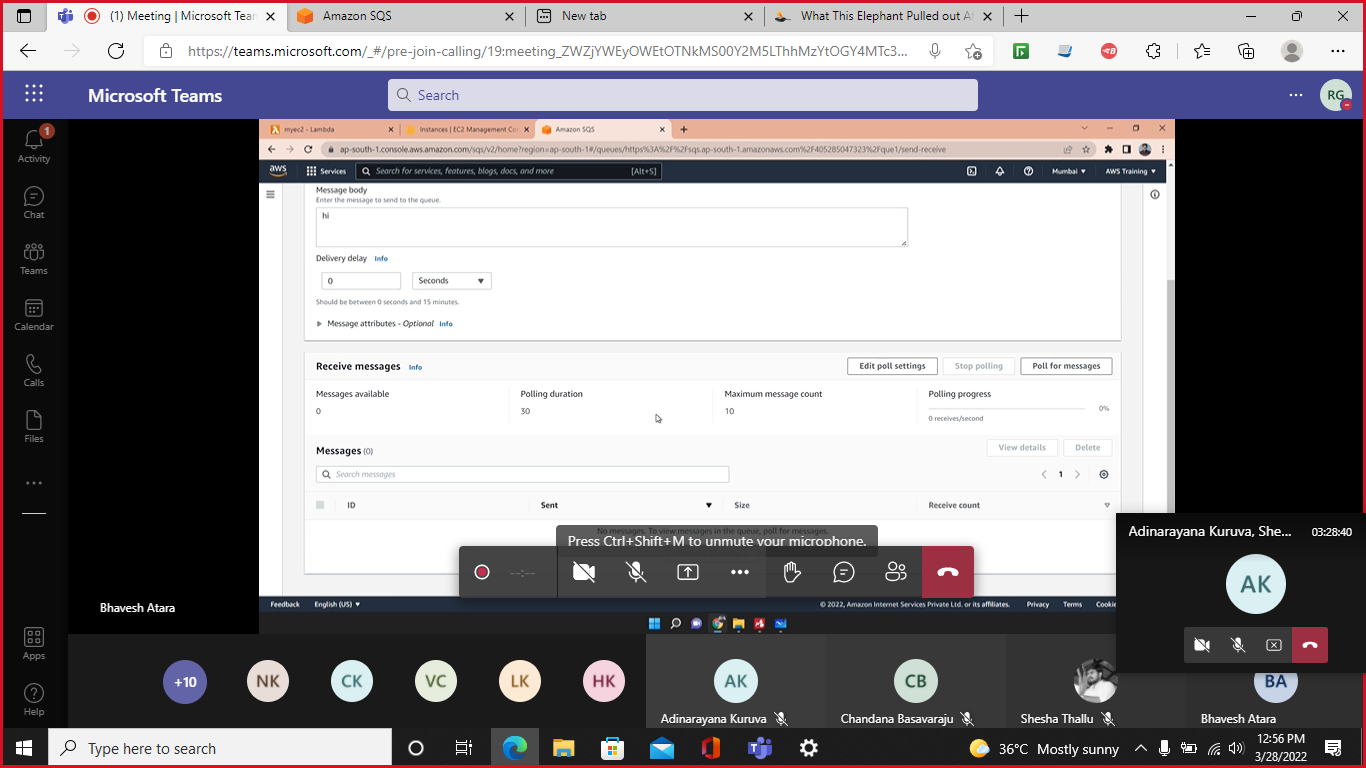 (1) Meeting | Microsoft Tear
Amazon SQS
New tab
What This Elephant Pulled out Af
https://teams.microsoft.com/_#/pre-join-calling/19:meeting_ZWZjYWEyOWEtOTNkMS00Y2M5LThhMzYtOGY4MTc3...
Microsoft Teams
Search
RG
Activity
1
Chat
Teams
Calendar
Calls
Files
Apps
Help
myec2 - Lambda
Instances | EC2 Management Con
Amazon SQS
ap-south-1.console.aws.amazon.com/sqs/v2/home?region=ap-south-1#/queues/https%3A%2F%2Fsqs.ap-south-1.amazonaws.com%2F405285047323%2Fque1/send-receive
aws
Services
Search for services, features, blogs, docs, and more
[Alt+S]
Mumbai
AWS Training
Message body
Enter the message to send to the queue.
hi
Delivery delay Info
0
Seconds
Should be between 0 seconds and 15 minutes.
Message attributes - Optional Info
Receive messages Info
Edit poll settings
Stop polling
Poll for messages
Messages available
0
Polling duration
30
Maximum message count
10
Polling progress
0%
0 receives/second
Messages (0)
View details
Delete
Search messages
1
ID
Sent
Size
Receive count
No messages. To view messages in the queue, poll for messages.
Press Ctrl+Shift+M to unmute your microphone.
--:--
Feedback
English (US)
© 2022, Amazon Internet Services Private Ltd. or its affiliates.
Privacy
Terms
Cookie
Bhavesh Atara
Adinarayana Kuruva, She...
03:28:40
AK
+10
NK
CK
VC
LK
HK
AK
Adinarayana Kuruva
CB
Chandana Basavaraju
Shesha Thallu
BA
Bhavesh Atara
Type here to search
36°C Mostly sunny
12:56 PM
3/28/2022